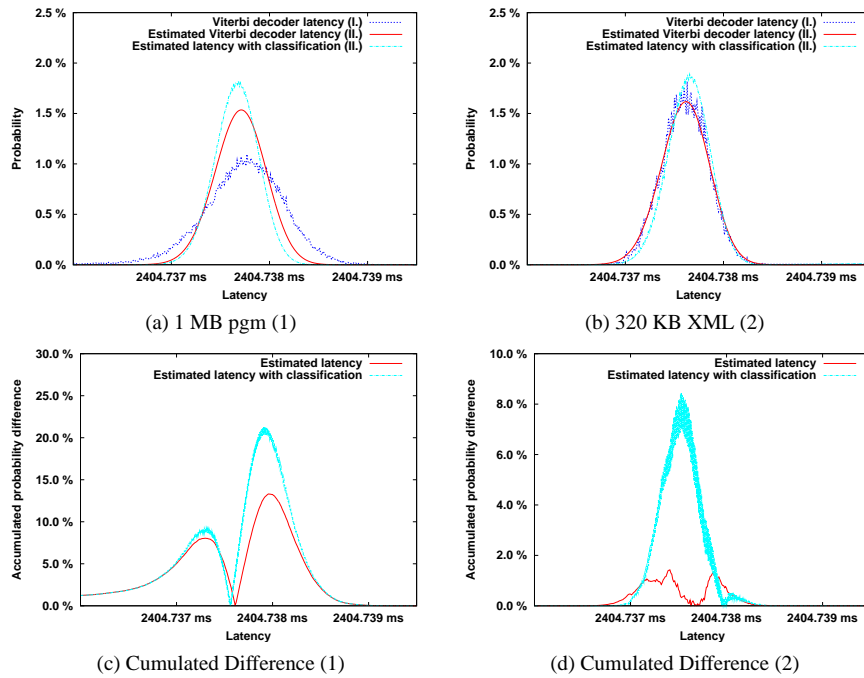 Viterbi decoder latency (I.)
Estimated Viterbi decoder latency (II.)
Estimated latency with classification (II.)
2.5 %
2.0 %
1.5 %
1.0 %
0.5 %
0.0 %
Probability
2404.737 ms 2404.738 ms 2404.739 ms
Latency
(a) 1 MB pgm (1)
Viterbi decoder latency (I.)
Estimated Viterbi decoder latency (II.)
Estimated latency with classification (II.)
2.5 %
2.0 %
1.5 %
1.0 %
0.5 %
0.0 %
Probability
2404.737 ms 2404.738 ms 2404.739 ms
Latency
(b) 320 KB XML (2)
Estimated latency
Estimated latency with classification
30.0 %
25.0 %
20.0 %
15.0 %
10.0 %
5.0 %
0.0 %
Accumulated probability difference
2404.737 ms 2404.738 ms 2404.739 ms
Latency
(c) Cumulated Difference (1)
Estimated latency
Estimated latency with classification
10.0 %
8.0 %
6.0 %
4.0 %
2.0 %
0.0 %
Accumulated probability difference
2404.737 ms 2404.738 ms 2404.739 ms
Latency
(d) Cumulated Difference (2)